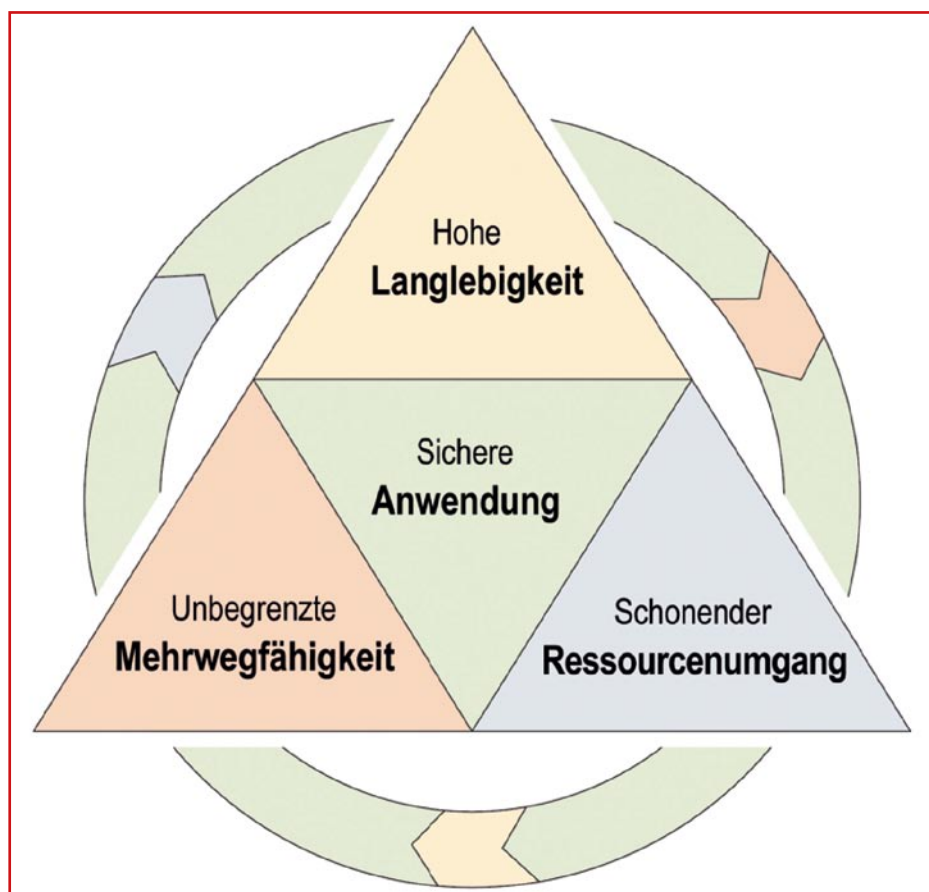 Hohe
Langlebigkeit
Sichere
Anwendung
Unbegrenzte
Mehrwegfähigkeit
Schonender
Ressourcenumgang